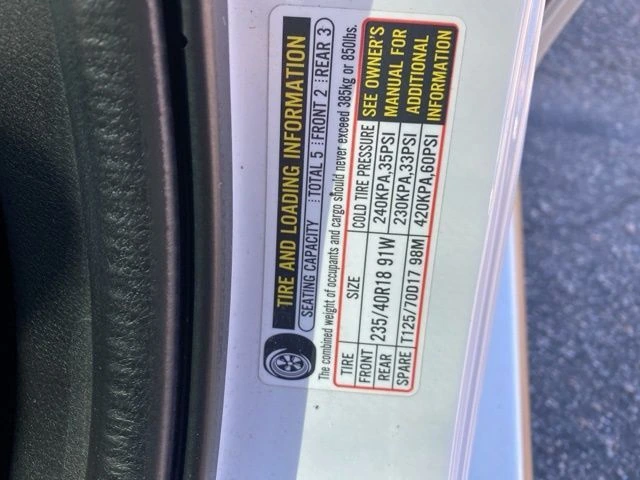 TIRE AND LOADING INFORMATION
SEATING CAPACITY TOTAL 5 FRONT 2 REAR 3
The combined weight of occupants and cargo should never exceed 385kg or 850lbs.
TIRE SIZE COLD TIRE PRESSURE SEE OWNER'S MANUAL FOR ADDITIONAL INFORMATION
FRONT 235/40R18 91W 240KPA,35PSI
REAR 230KPA,33PSI
SPARE T125/70D17 98M 420KPA,60PSI